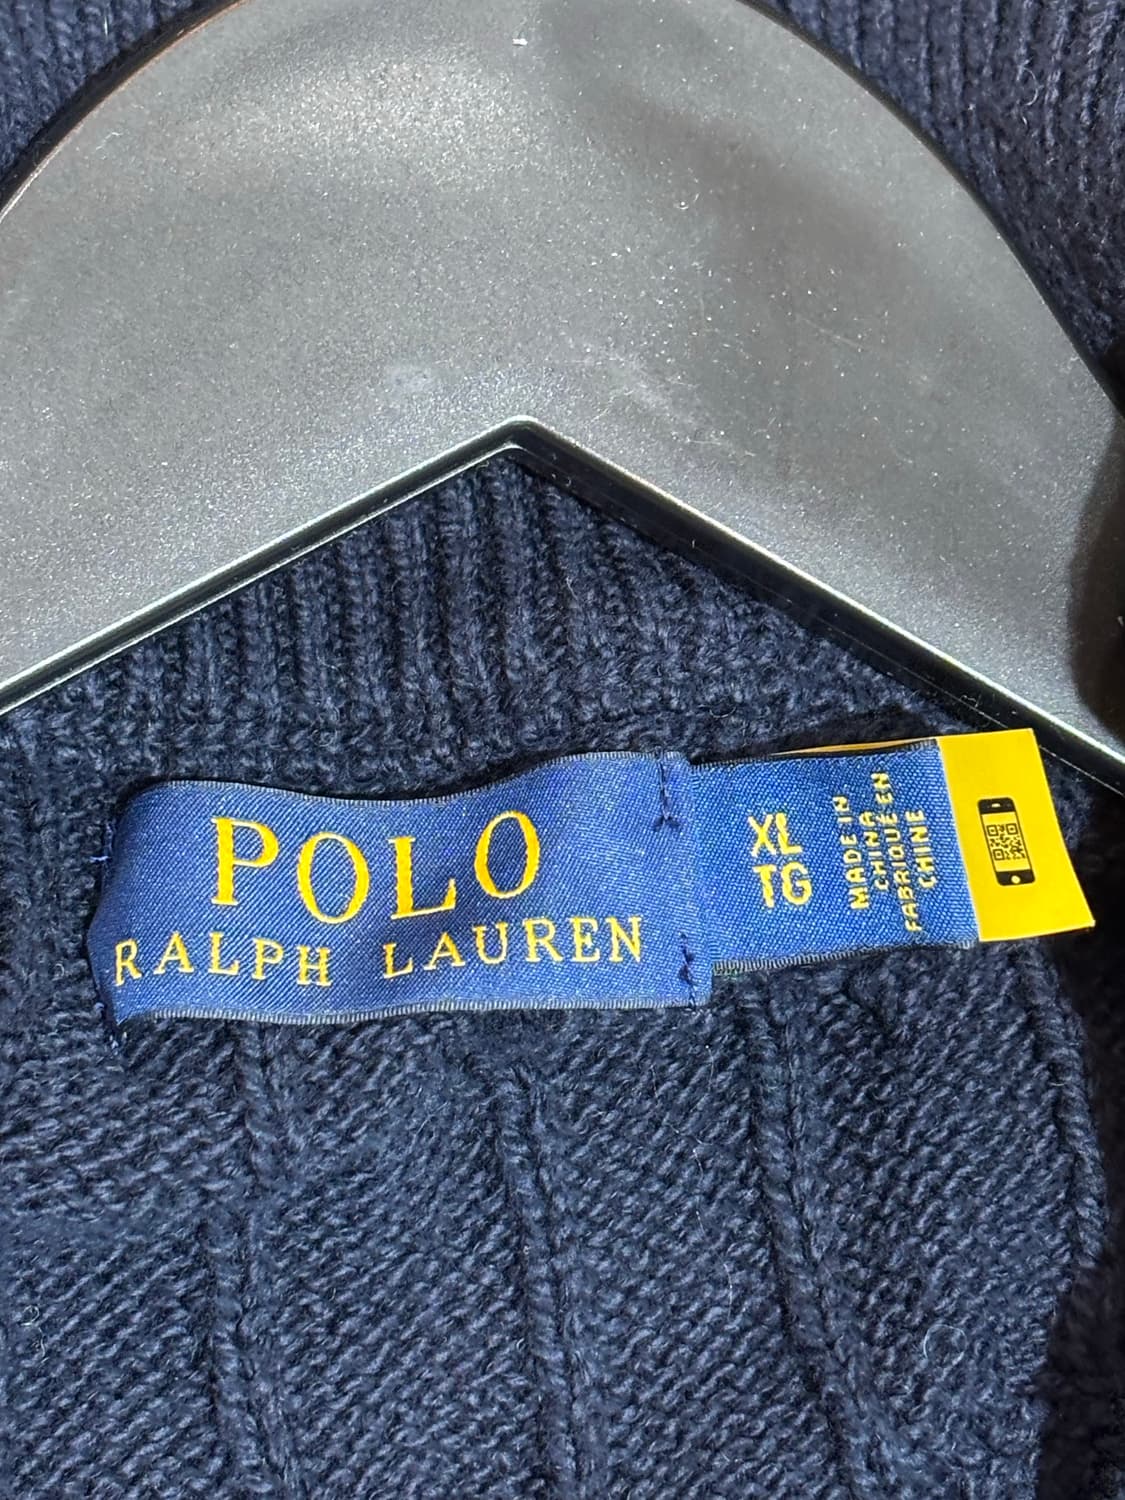 POLO
RALPH LAUREN
XL
TG
MADE IN
CHINA
FABRIQUÉ EN
CHINE